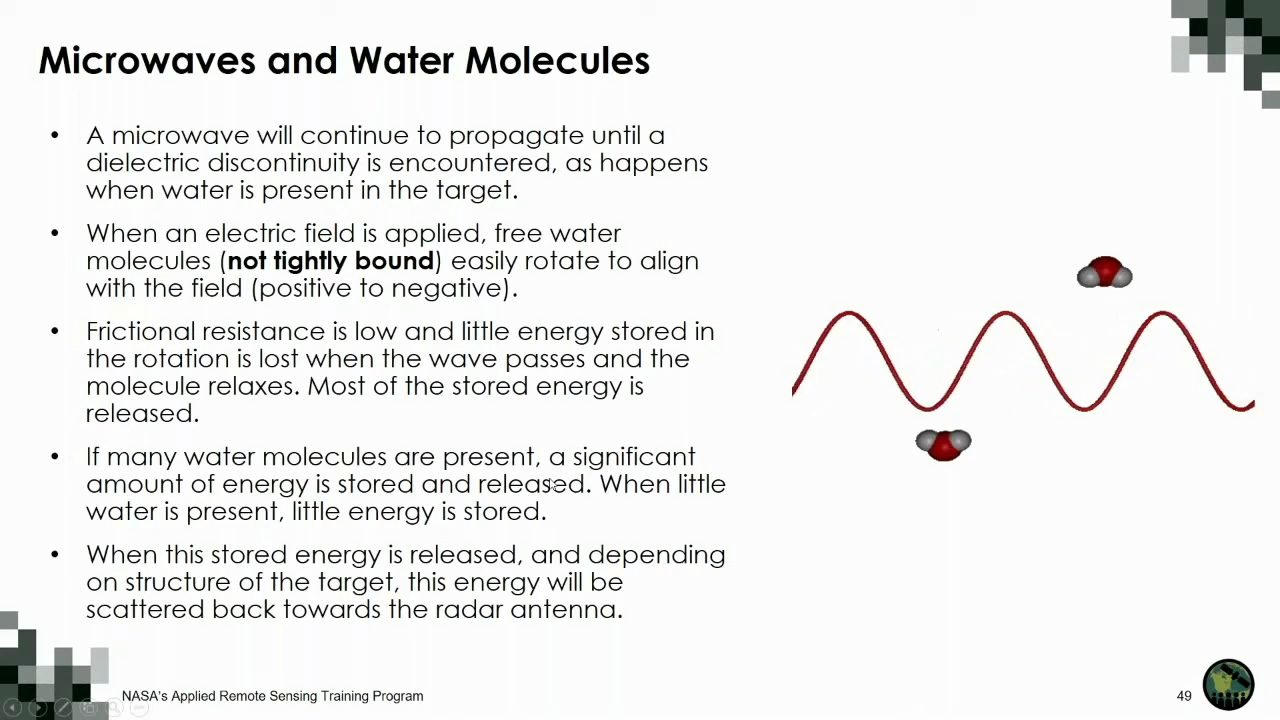 Microwaves and Water Molecules
• A microwave will continue to propagate until a
dielectric discontinuity is encountered, as happens
when water is present in the target.
• When an electric field is applied, free water
molecules (not tightly bound) easily rotate to align
with the field (positive to negative).
• Frictional resistance is low and little energy stored in
the rotation is lost when the wave passes and the
molecule relaxes. Most of the stored energy is
released.
• If many water molecules are present, a significant
amount of energy is stored and released. When little
water is present, little energy is stored.
• When this stored energy is released, and depending
on structure of the target, this energy will be
scattered back towards the radar antenna.
NASA's Applied Remote Sensing Training Program
49